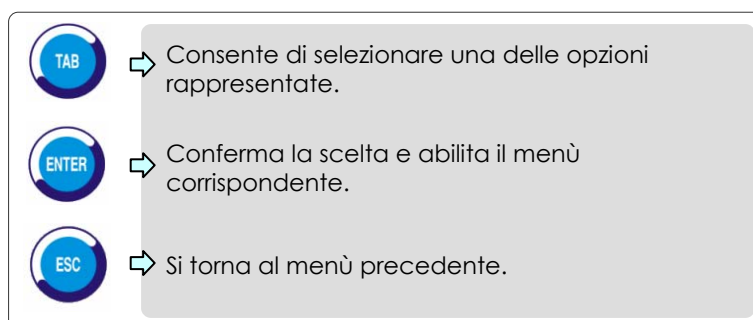 TAB
Consente di selezionare una delle opzioni
rappresentate.
ENTER
Conferma la scelta e abilita il menù
corrispondente.
ESC
Si torna al menù precedente.